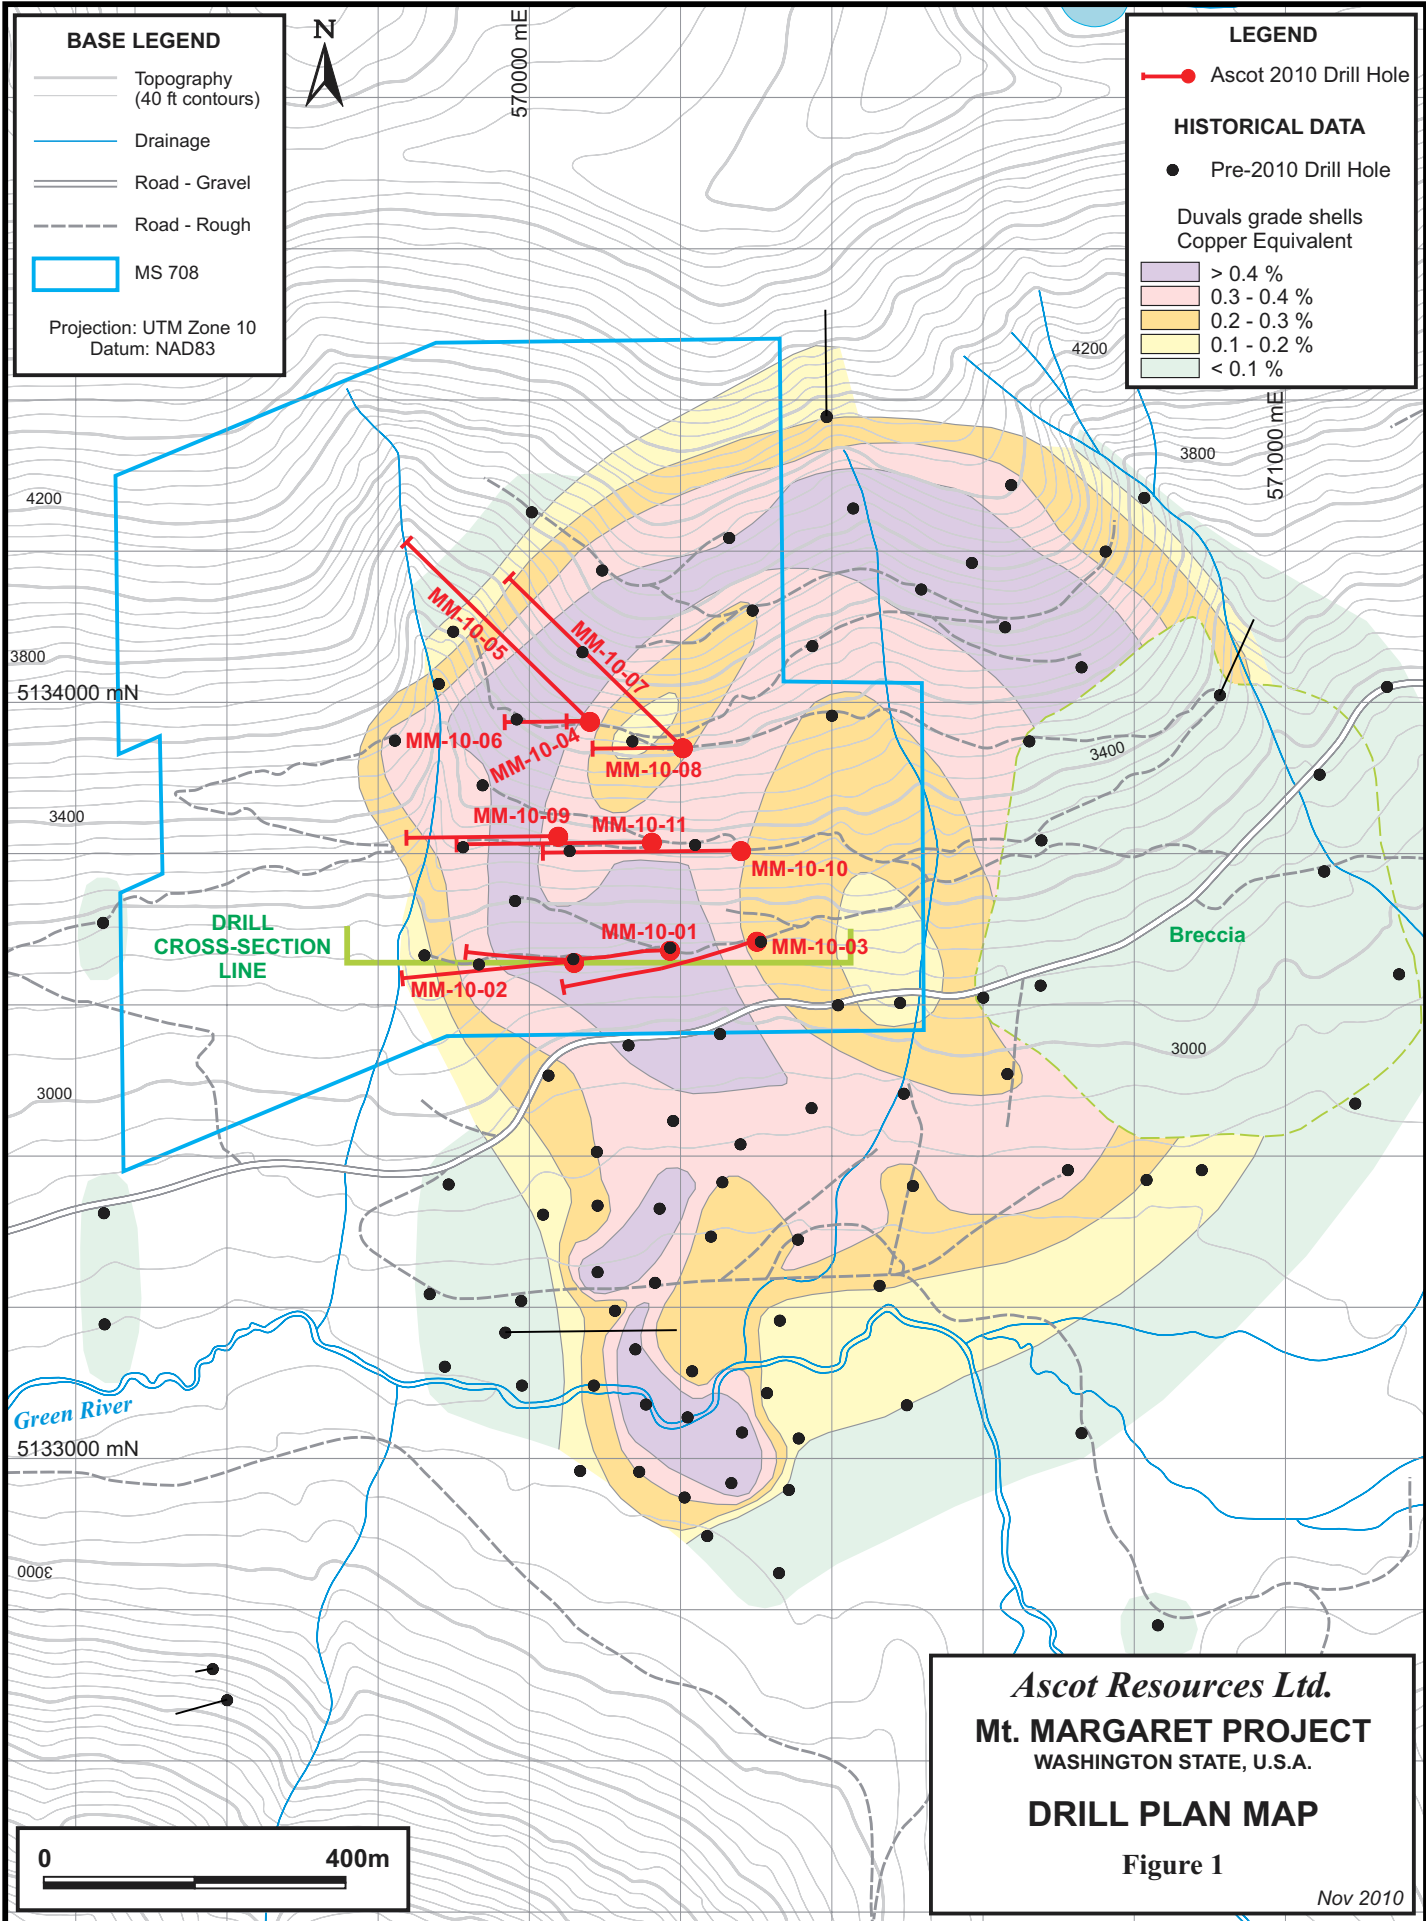 BASE LEGEND
Topography
(40 ft contours)
Drainage
Road - Gravel
Road - Rough
MS 708
Projection: UTM Zone 10
Datum: NAD83
N
570000 mE
LEGEND
Ascot 2010 Drill Hole
HISTORICAL DATA
Pre-2010 Drill Hole
Duvals grade shells
Copper Equivalent
> 0.4 %
0.3 - 0.4 %
0.2 - 0.3 %
0.1 - 0.2 %
< 0.1 %
4200
571000 mE
3800
4200
MM-10-05
MM-10-07
3800
5134000 mN
MM-10-06
MM-10-04
MM-10-08
3400
3400
MM-10-09
MM-10-11
MM-10-10
DRILL
CROSS-SECTION
LINE
MM-10-01
MM-10-03
MM-10-02
Breccia
3000
3000
Green River
5133000 mN
3000
Ascot Resources Ltd.
Mt. MARGARET PROJECT
WASHINGTON STATE, U.S.A.
DRILL PLAN MAP
Figure 1
Nov 2010
0 400m